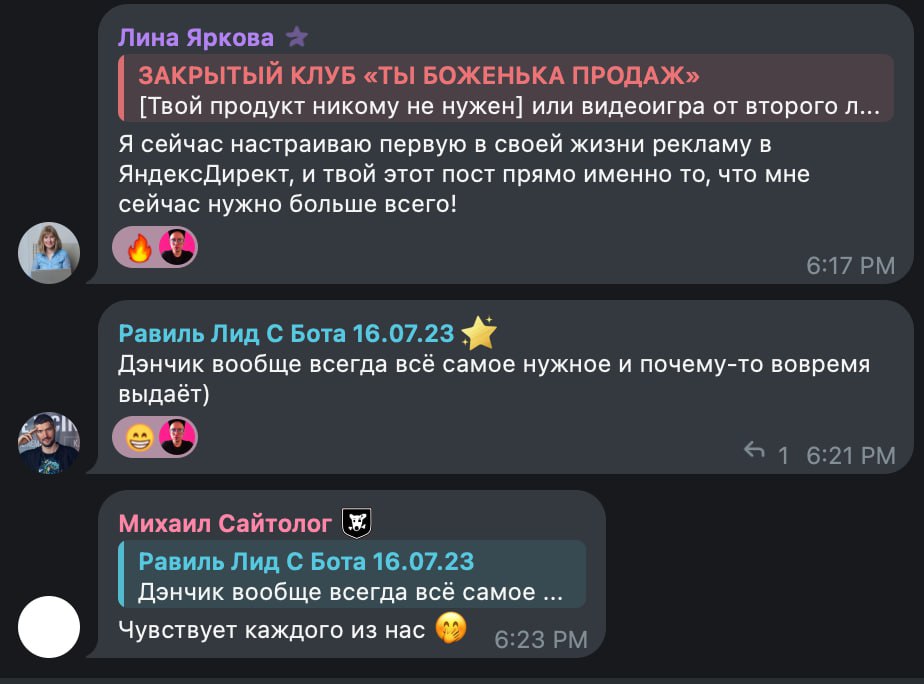 Лина Яркова
ЗАКРЫТЫЙ КЛУБ «ТЫ БОЖЕНЬКА ПРОДАЖ»
[Твой продукт никому не нужен] или видеоигра от второго л...
Я сейчас настраиваю первую в своей жизни рекламу в
ЯндексДирект, и твой этот пост прямо именно то, что мне
сейчас нужно больше всего!
6:17 PM
Равиль Лид С Бота 16.07.23
Дэнчик вообще всегда всё самое нужное и почему-то вовремя
выдаёт)
1 6:21 PM
Михаил Сайтолог
Равиль Лид С Бота 16.07.23
Дэнчик вообще всегда всё самое ...
Чувствует каждого из нас 🤭
6:23 PM